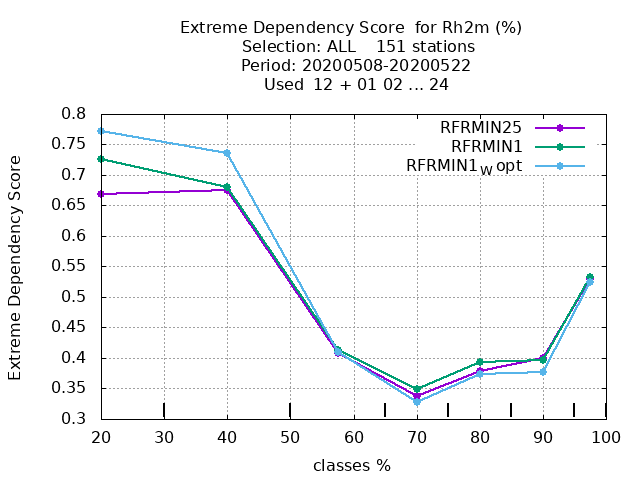 Extreme Dependency Score  for Rh2m (%)
Selection: ALL    151 stations
Period: 20200508-20200522
Used  12 + 01 02 ... 24
RFRMIN25
RFRMIN1
RFRMIN1W opt
Extreme Dependency Score
0.8
0.75
0.7
0.65
0.6
0.55
0.5
0.45
0.4
0.35
0.3
20 30 40 50 60 70 80 90 100
classes %